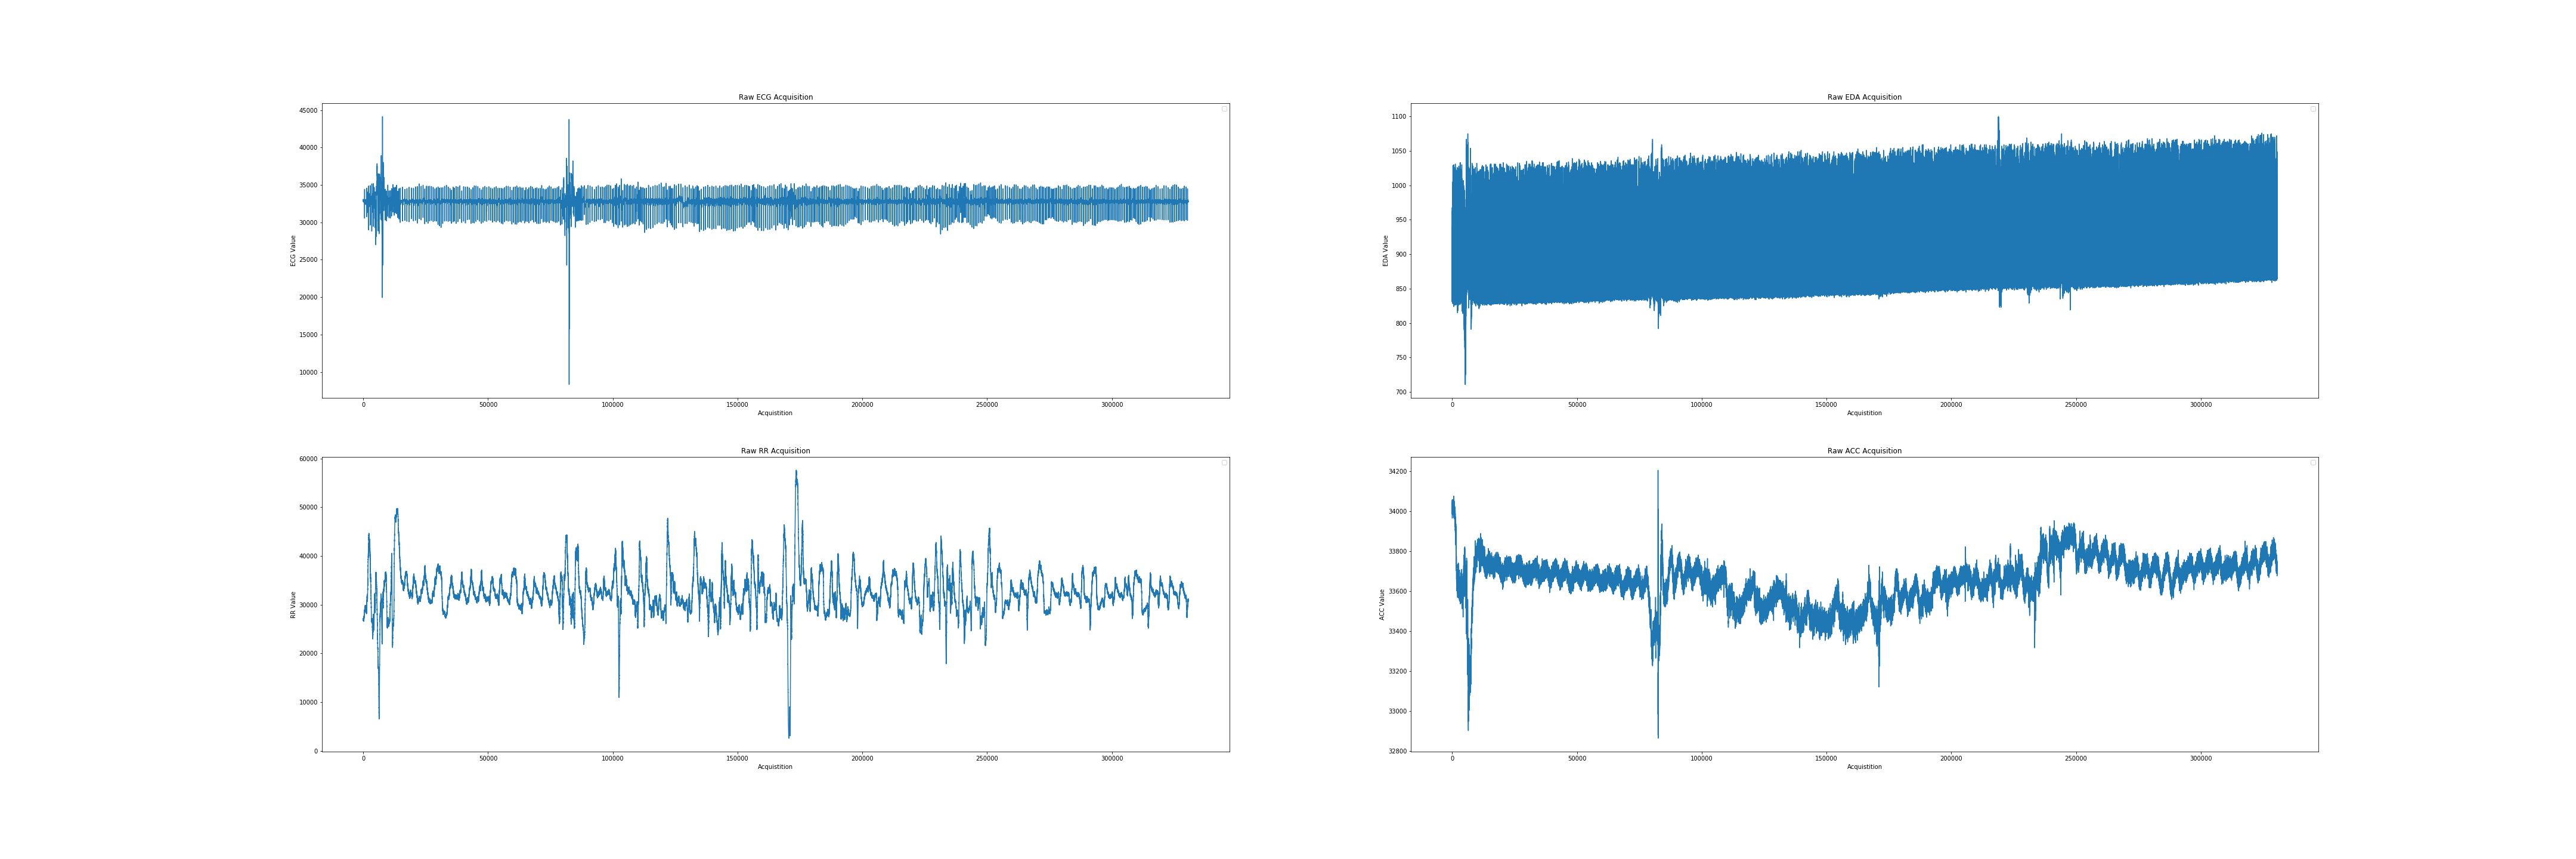 Raw ECG Acquisition
45000
40000
35000
30000
25000
20000
15000
10000
ECG Value
0 50000 100000 150000 200000 250000 300000
Acquistition
Raw EDA Acquisition
1100
1050
1000
950
900
850
800
750
700
EDA Value
0 50000 100000 150000 200000 250000 300000
Acquistition
Raw RR Acquisition
60000
50000
40000
30000
20000
10000
0
RR Value
0 50000 100000 150000 200000 250000 300000
Acquistition
Raw ACC Acquisition
34200
34000
33800
33600
33400
33200
33000
32800
ACC Value
0 50000 100000 150000 200000 250000 300000
Acquistition